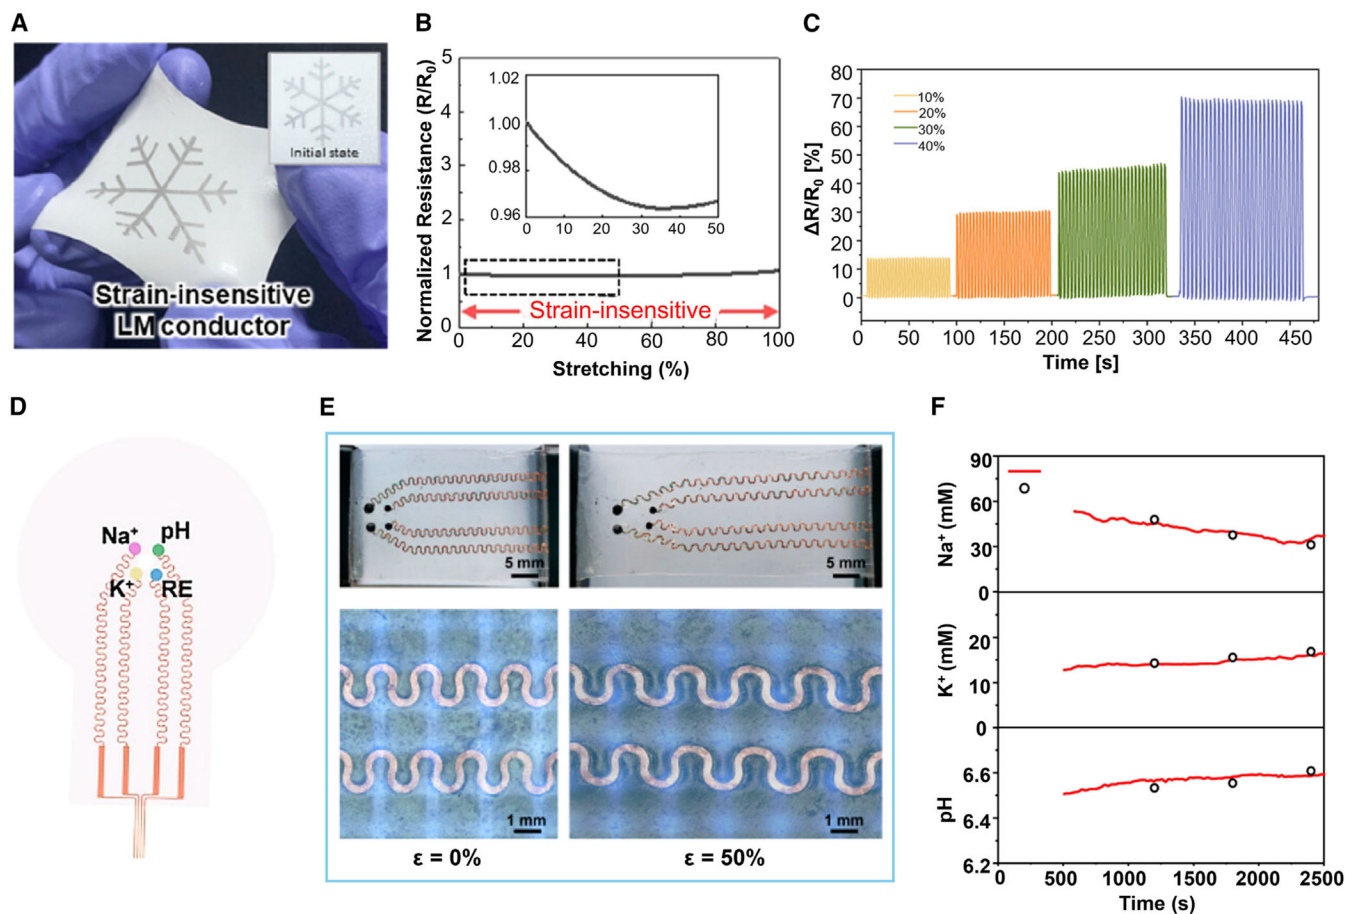 A
Initial state
Strain-insensitive
LM conductor
B
Normalized Resistance (R/R₀)
5
4
3
2
1
0
1.02
1.00
0.98
0.96
0 10 20 30 40 50
Strain-insensitive
0 20 40 60 80 100
Stretching (%)
C
ΔR/R₀ [%]
80
70
60
50
40
30
20
10
0
10%
20%
30%
40%
0 50 100 150 200 250 300 350 400 450
Time [s]
D
Na⁺ pH
K⁺ RE
E
5 mm 5 mm
1 mm 1 mm
ε = 0% ε = 50%
F
Na⁺ (mM)
90
60
30
0
K⁺ (mM)
20
10
0
pH
6.6
6.4
6.2
0 500 1000 1500 2000 2500
Time (s)